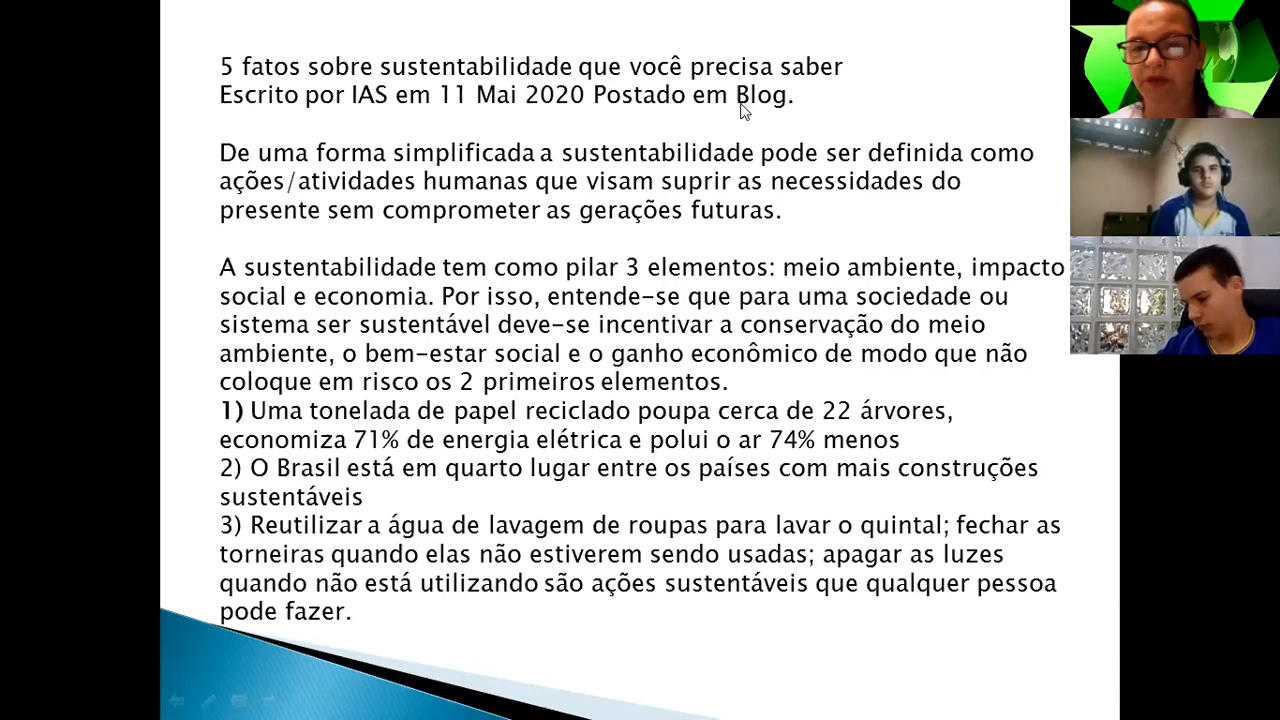 5 fatos sobre sustentabilidade que você precisa saber
Escrito por IAS em 11 Mai 2020 Postado em Blog.
De uma forma simplificada a sustentabilidade pode ser definida como
ações/atividades humanas que visam suprir as necessidades do
presente sem comprometer as gerações futuras.
A sustentabilidade tem como pilar 3 elementos: meio ambiente, impacto
social e economia. Por isso, entende-se que para uma sociedade ou
sistema ser sustentável deve-se incentivar a conservação do meio
ambiente, o bem-estar social e o ganho econômico de modo que não
coloque em risco os 2 primeiros elementos.
1) Uma tonelada de papel reciclado poupa cerca de 22 árvores,
economiza 71% de energia elétrica e polui o ar 74% menos
2) O Brasil está em quarto lugar entre os países com mais construções
sustentáveis
3) Reutilizar a água de lavagem de roupas para lavar o quintal; fechar as
torneiras quando elas não estiverem sendo usadas; apagar as luzes
quando não está utilizando são ações sustentáveis que qualquer pessoa
pode fazer.